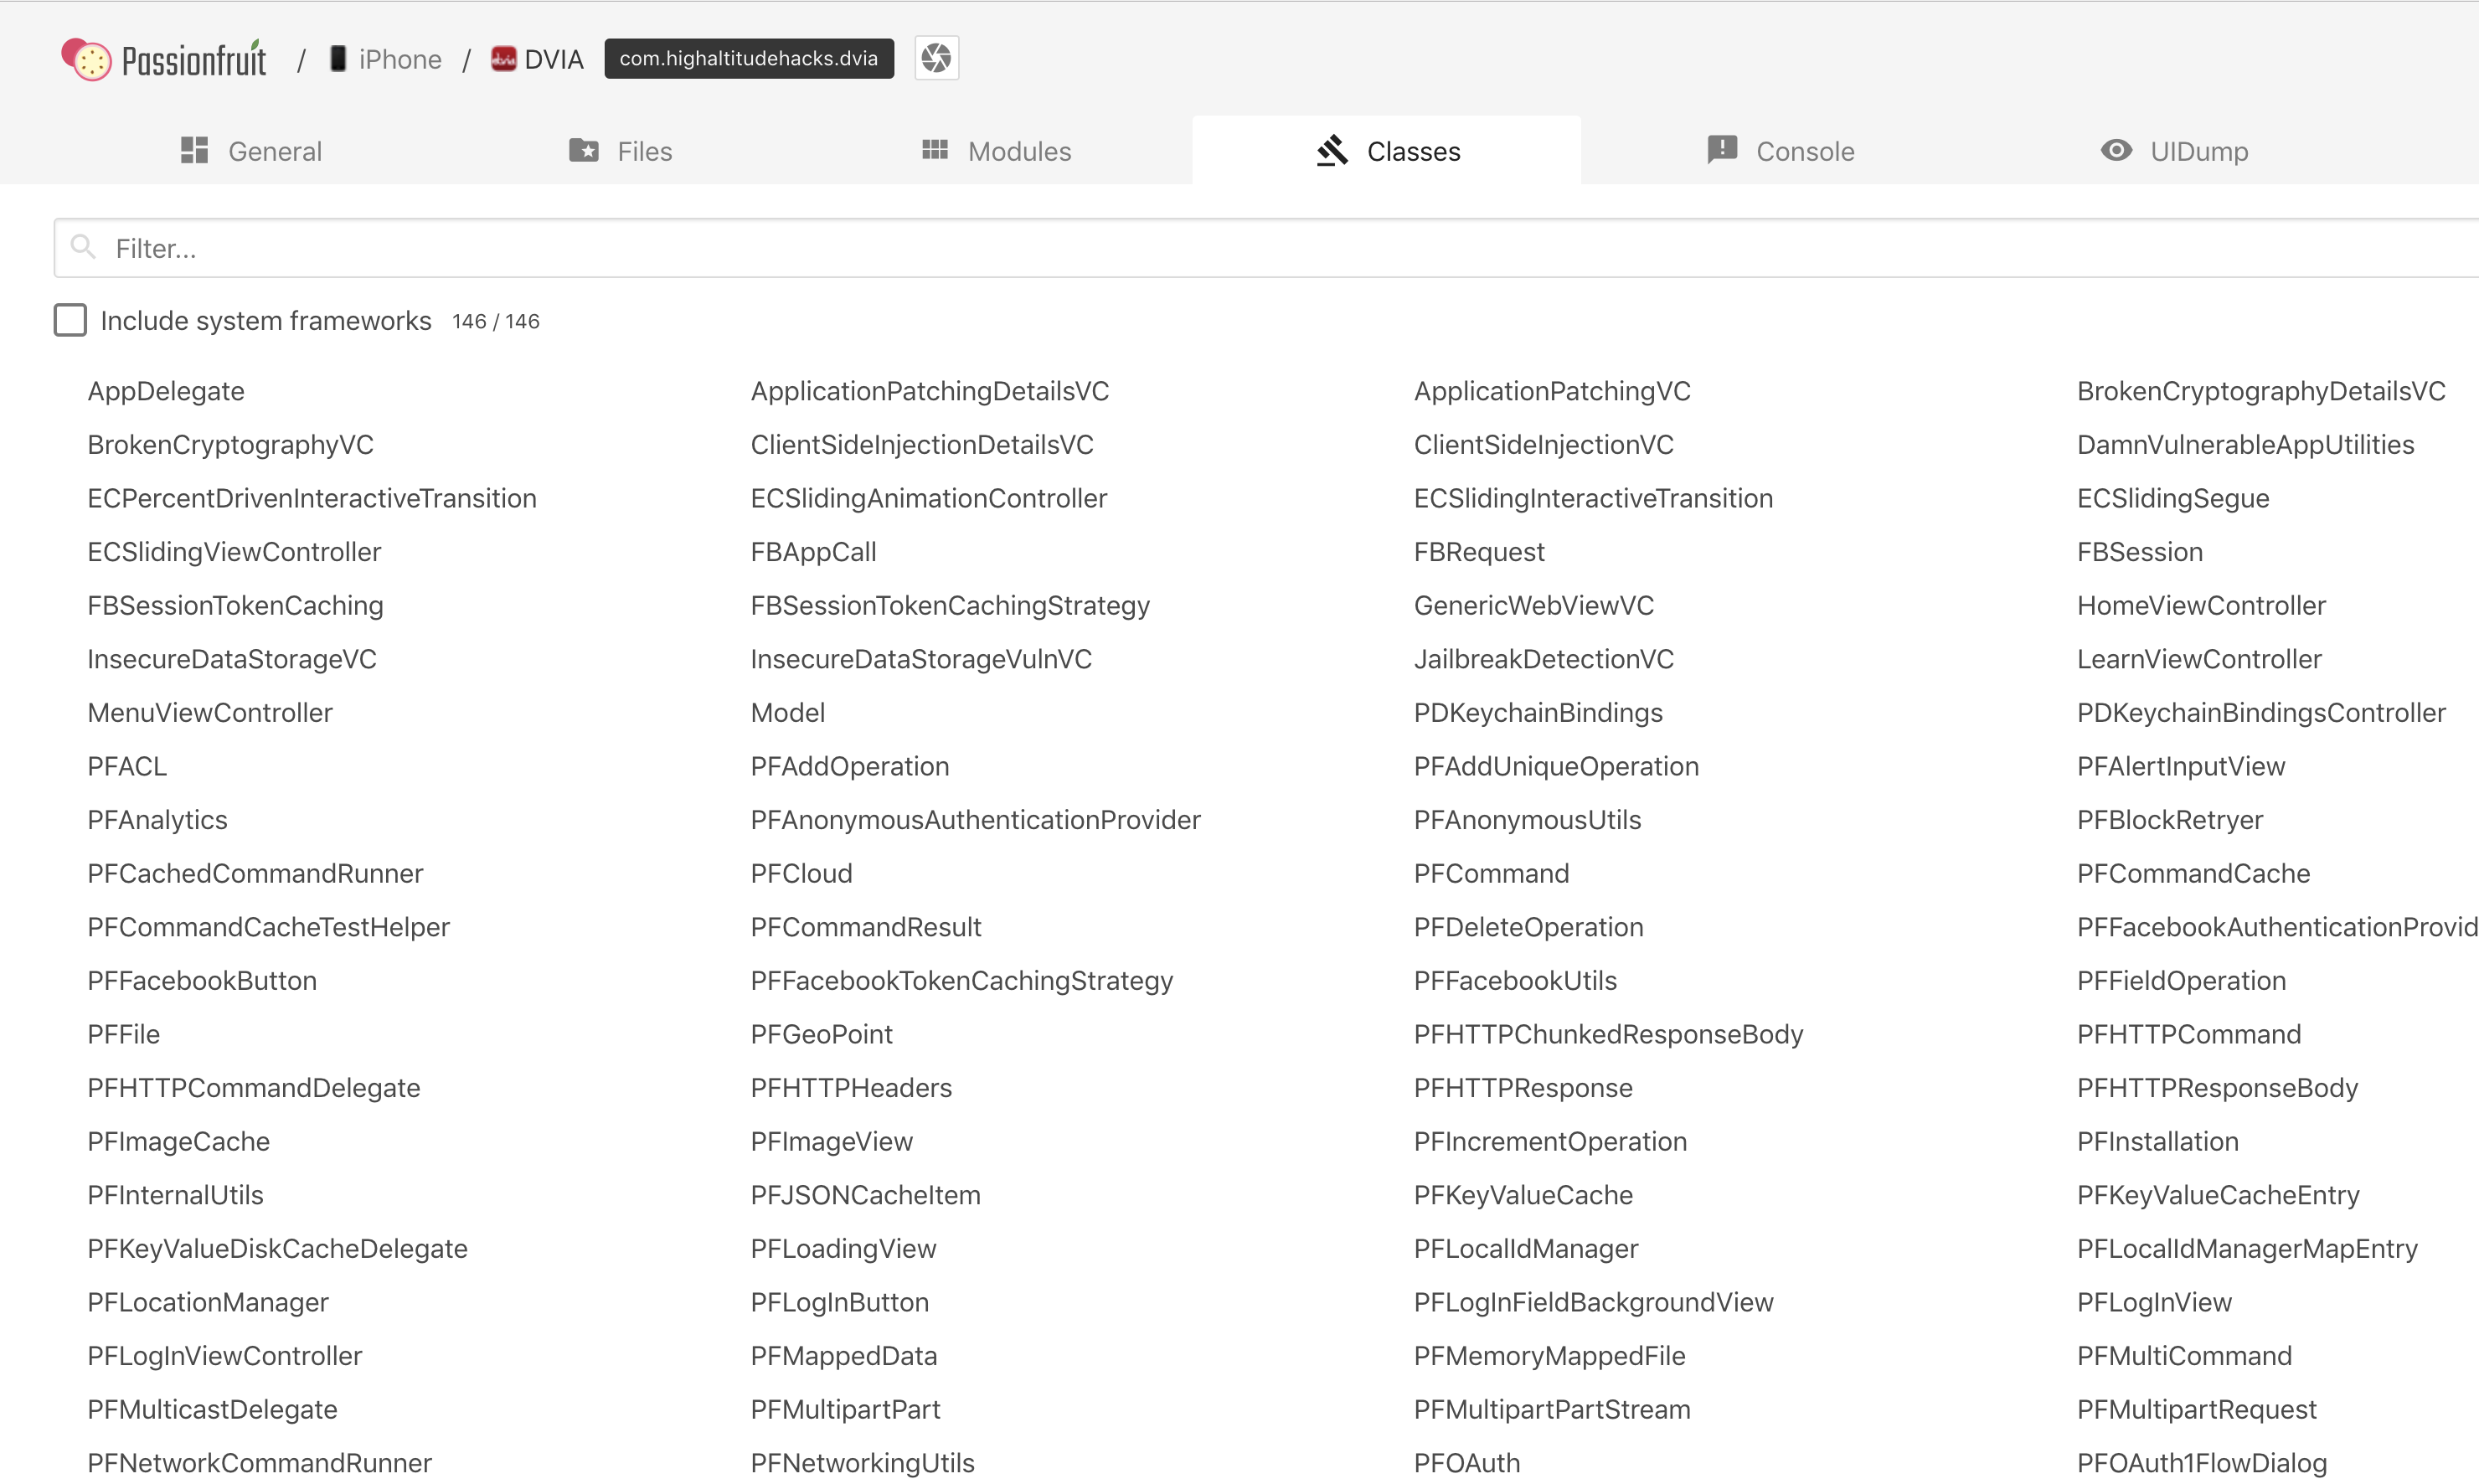 Passionfruit / iPhone / DVIA com.highaltitudehacks.dvia
General Files Modules Classes Console UIDump
Filter...
Include system frameworks 146 / 146
AppDelegate ApplicationPatchingDetailsVC ApplicationPatchingVC BrokenCryptographyDetailsVC
BrokenCryptographyVC ClientSideInjectionDetailsVC ClientSideInjectionVC DamnVulnerableAppUtilities
ECPercentDrivenInteractiveTransition ECSlidingAnimationController ECSlidingInteractiveTransition ECSlidingSegue
ECSlidingViewController FBAppCall FBRequest FBSession
FBSessionTokenCaching FBSessionTokenCachingStrategy GenericWebViewVC HomeViewController
InsecureDataStorageVC InsecureDataStorageVulnVC JailbreakDetectionVC LearnViewController
MenuViewController Model PDKeychainBindings PDKeychainBindingsController
PFACL PFAddOperation PFAddUniqueOperation PFAlertInputView
PFAnalytics PFAnonymousAuthenticationProvider PFAnonymousUtils PFBlockRetryer
PFCachedCommandRunner PFCloud PFCommand PFCommandCache
PFCommandCacheTestHelper PFCommandResult PFDeleteOperation PFFacebookAuthenticationProvid
PFFacebookButton PFFacebookTokenCachingStrategy PFFacebookUtils PFFieldOperation
PFFile PFGeoPoint PFHTTPChunkedResponseBody PFHTTPCommand
PFHTTPCommandDelegate PFHTTPHeaders PFHTTPResponse PFHTTPResponseBody
PFImageCache PFImageView PFIncrementOperation PFInstallation
PFInternalUtils PFJSONCacheItem PFKeyValueCache PFKeyValueCacheEntry
PFKeyValueDiskCacheDelegate PFLoadingView PFLocalIdManager PFLocalIdManagerMapEntry
PFLocationManager PFLogInButton PFLogInFieldBackgroundView PFLogInView
PFLogInViewController PFMappedData PFMemoryMappedFile PFMultiCommand
PFMulticastDelegate PFMultipartPart PFMultipartPartStream PFMultipartRequest
PFNetworkCommandRunner PFNetworkingUtils PFOAuth PFOAuth1FlowDialog